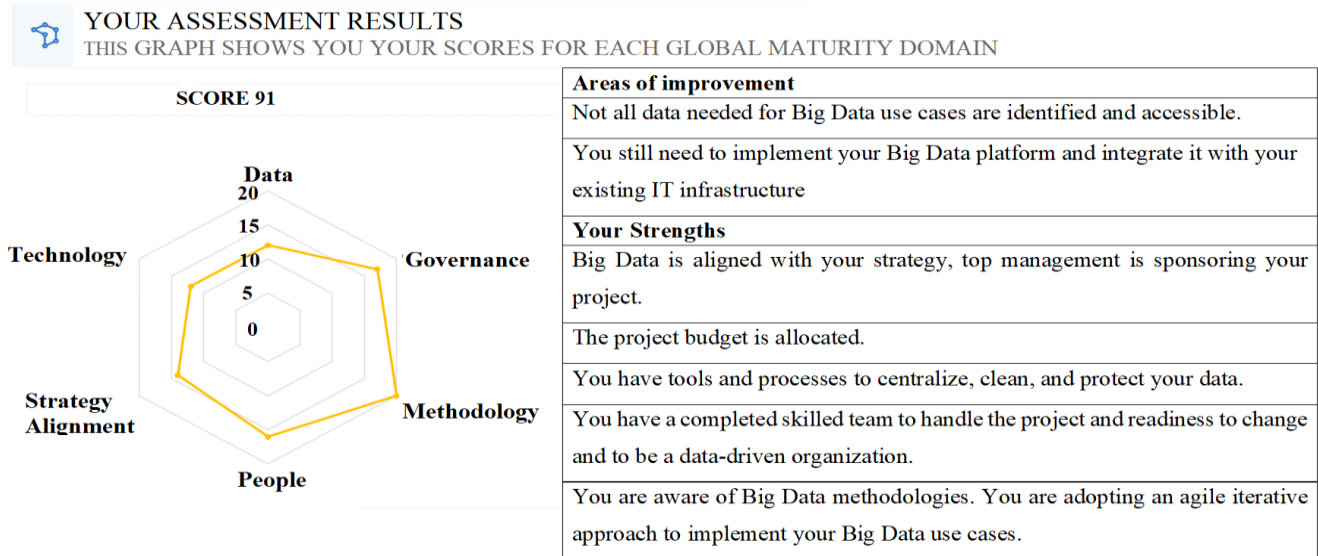 YOUR ASSESSMENT RESULTS
THIS GRAPH SHOWS YOU YOUR SCORES FOR EACH GLOBAL MATURITY DOMAIN
SCORE 91
Data
20
15
10
5
0
Technology
Governance
Strategy
Alignment
Methodology
People
Areas of improvement
Not all data needed for Big Data use cases are identified and accessible.
You still need to implement your Big Data platform and integrate it with your
existing IT infrastructure
Your Strengths
Big Data is aligned with your strategy, top management is sponsoring your
project.
The project budget is allocated.
You have tools and processes to centralize, clean, and protect your data.
You have a completed skilled team to handle the project and readiness to change
and to be a data-driven organization.
You are aware of Big Data methodologies. You are adopting an agile iterative
approach to implement your Big Data use cases.